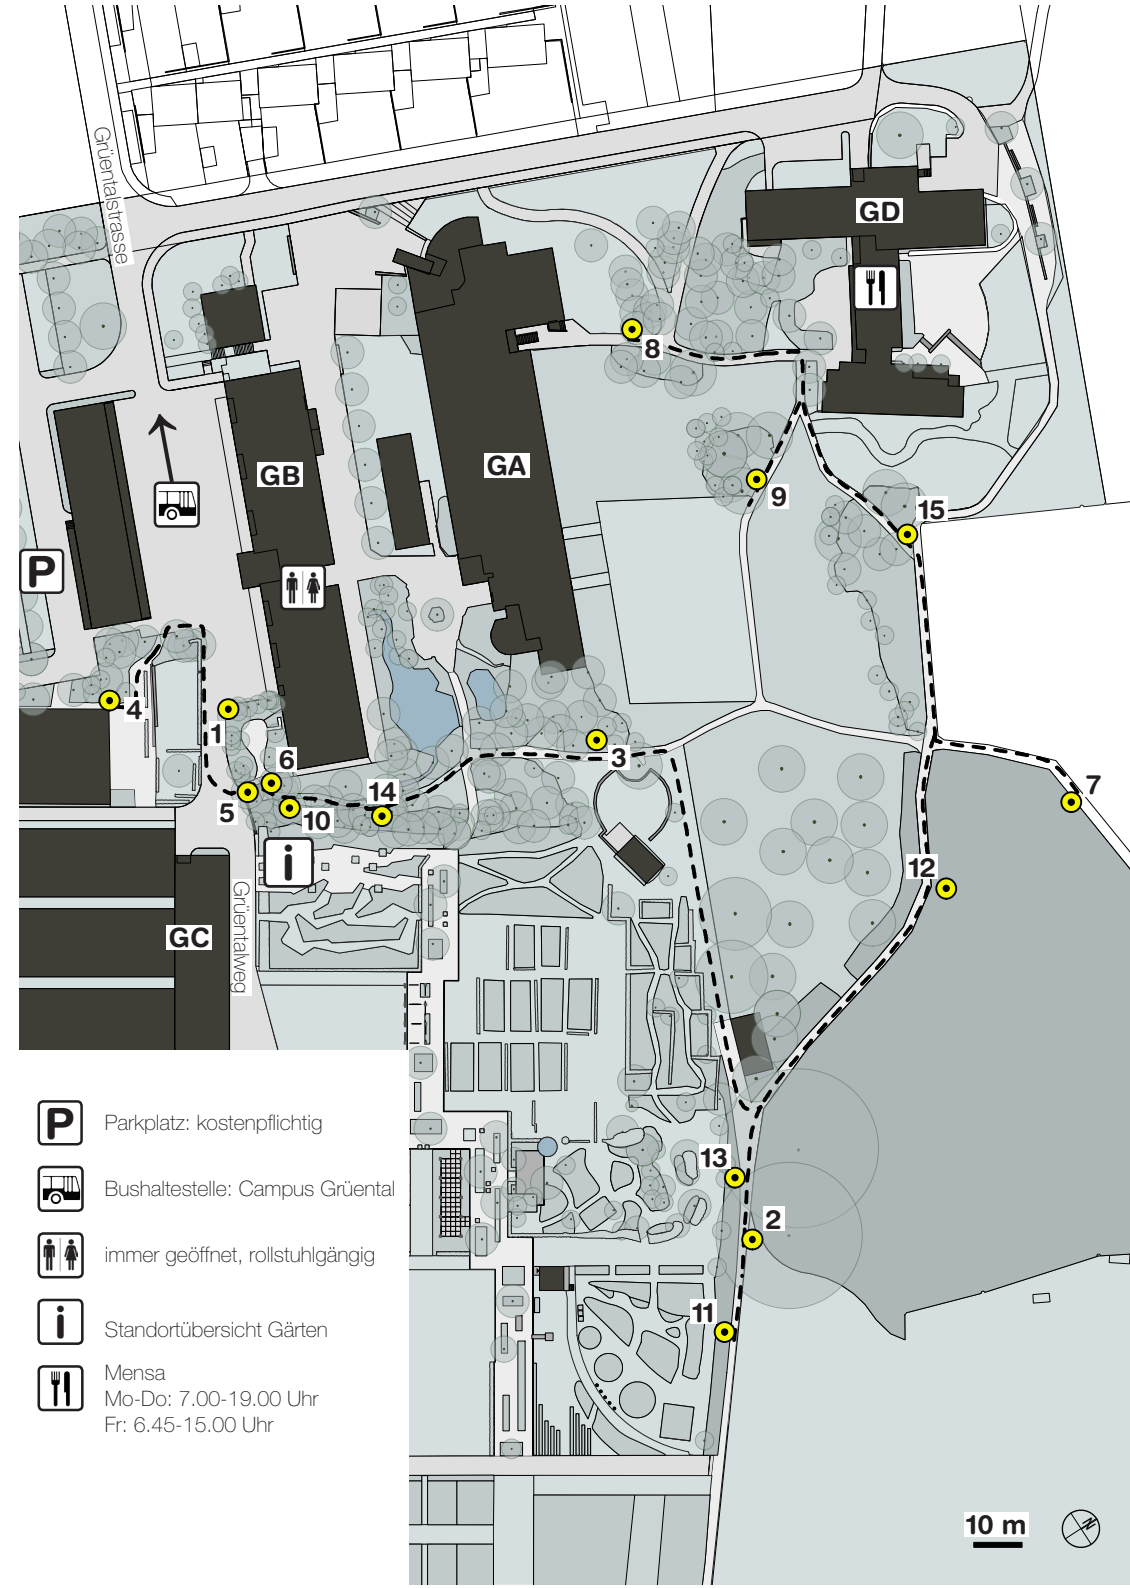 Grüentalstrasse
GD
8
GB
GA
9
15
P
4
1
3
6
7
5
10
14
12
i
GC
Grüentalweg
P Parkplatz: kostenpflichtig
Bushaltestelle: Campus Grüental
13
immer geöffnet, rollstuhlgängig
2
i Standortübersicht Gärten
11
Mensa
Mo-Do: 7.00-19.00 Uhr
Fr: 6.45-15.00 Uhr
10 m
N